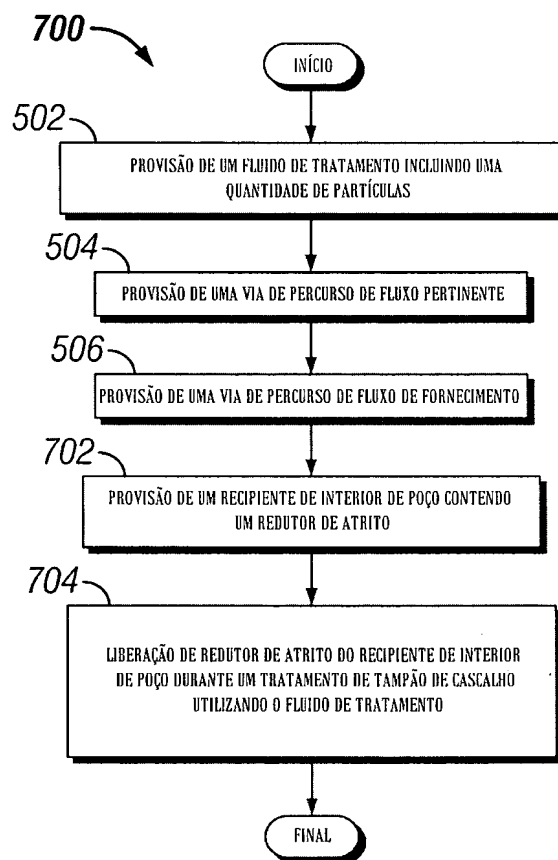 700
INÍCIO
502
PROVISÃO DE UM FLUIDO DE TRATAMENTO INCLUINDO UMA
QUANTIDADE DE PARTÍCULAS
504
PROVISÃO DE UMA VIA DE PERCURSO DE FLUXO PERTINENTE
506
PROVISÃO DE UMA VIA DE PERCURSO DE FLUXO DE FORNECIMENTO
702
PROVISÃO DE UM RECIPIENTE DE INTERIOR DE POÇO CONTENDO
UM REDUTOR DE ATRITO
704
LIBERAÇÃO DE REDUTOR DE ATRITO DO RECIPIENTE DE INTERIOR
DE POÇO DURANTE UM TRATAMENTO DE TAMPÃO DE CASCALHO
UTILIZANDO O FLUIDO DE TRATAMENTO
FINAL